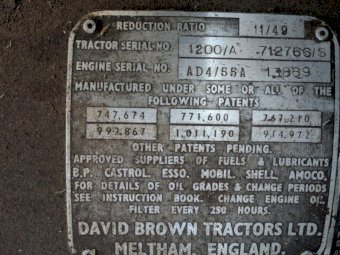 REDUCTION RATIO 11/49
TRACTOR SERIAL NO 1200/A 712766/S
ENGINE SERIAL NO: AD4/55A 13869
MANUFACTURED UNDER SOME OR ALL OF THE
FOLLOWING PATENTS
747,674 771,600 767,210
997,867 1,011,190 914,972
OTHER PATENTS PENDING.
APPROVED SUPPLIERS OF FUELS & LUBRICANTS
B.P. CASTROL. ESSO. MOBIL. SHELL. AMOCO.
FOR DETAILS OF OIL GRADES & CHANGE PERIODS
SEE INSTRUCTION BOOK. CHANGE ENGINE OIL
FILTER EVERY 250 HOURS.
DAVID BROWN TRACTORS LTD.
MELTHAM, ENGLAND.